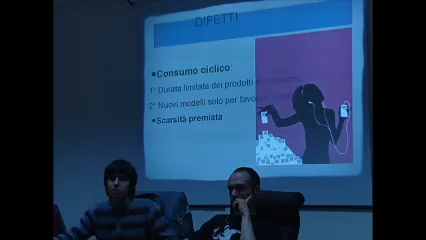 DIFETTI
•Consumo ciclico:
1° Durata limitata dei prodotti
2° Nuovi modelli solo per
•Scarsità premiata